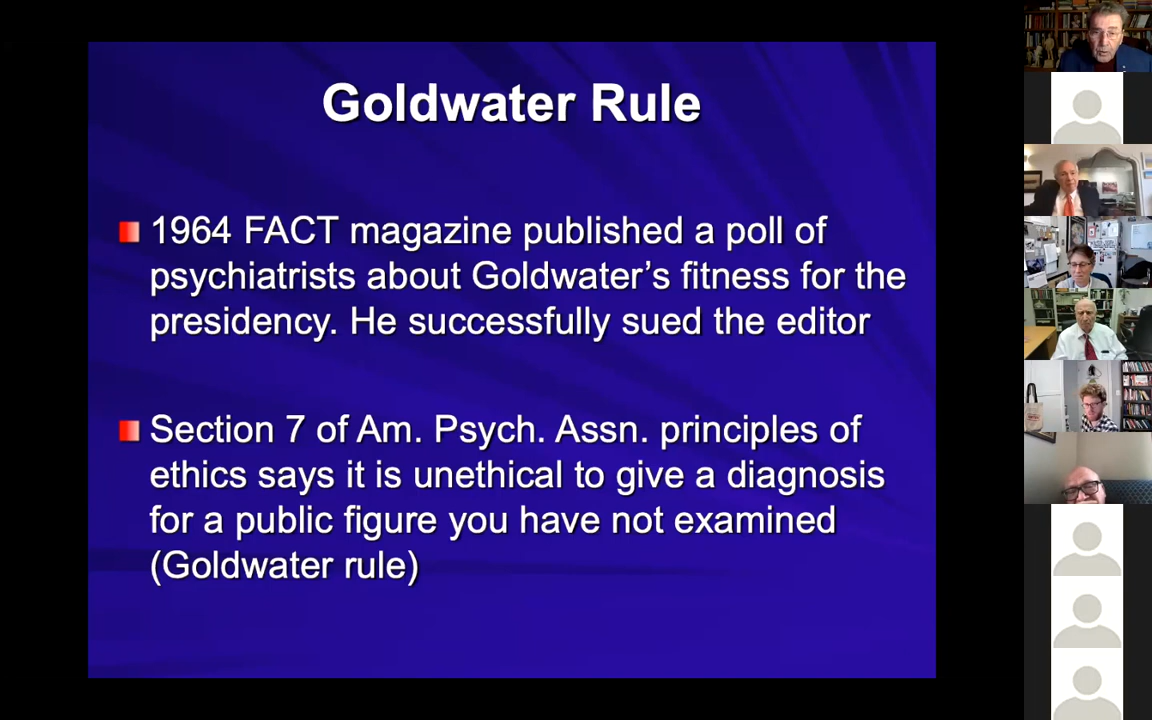 Goldwater Rule
1964 FACT magazine published a poll of
psychiatrists about Goldwater’s fitness for the
presidency. He successfully sued the editor
Section 7 of Am. Psych. Assn. principles of
ethics says it is unethical to give a diagnosis
for a public figure you have not examined
(Goldwater rule)